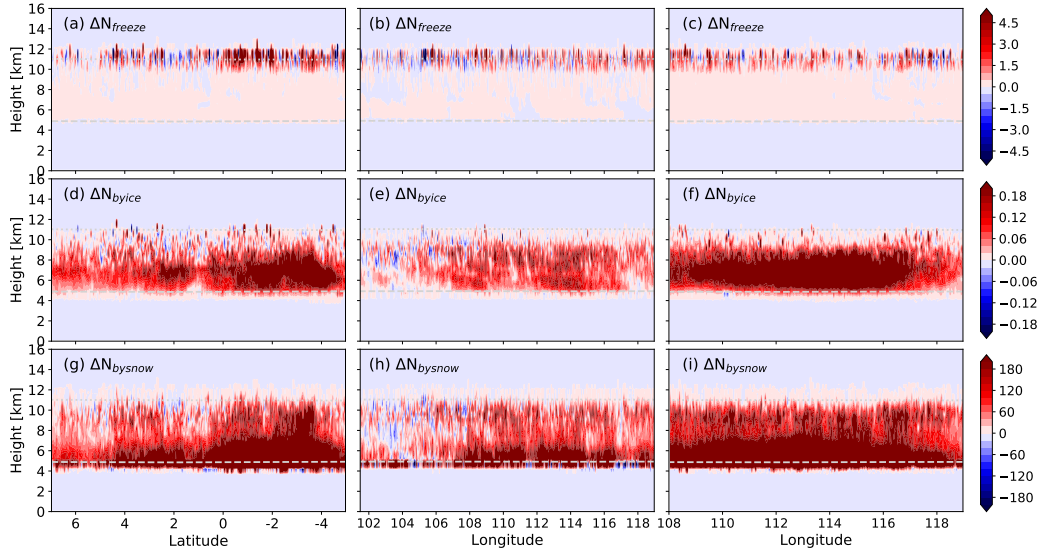 (a) ΔN_freeze
(b) ΔN_freeze
(c) ΔN_freeze
Height [km]
16
14
12
10
8
6
4
2
0
4.5
3.0
1.5
0.0
−1.5
−3.0
−4.5
(d) ΔN_byice
(e) ΔN_byice
(f) ΔN_byice
Height [km]
16
14
12
10
8
6
4
2
0
0.18
0.12
0.06
0.00
−0.06
−0.12
−0.18
(g) ΔN_bysnow
(h) ΔN_bysnow
(i) ΔN_bysnow
Height [km]
16
14
12
10
8
6
4
2
0
180
120
60
0
−60
−120
−180
6 4 2 0 -2 -4
102 104 106 108 110 112 114 116 118
108 110 112 114 116 118
Latitude
Longitude
Longitude